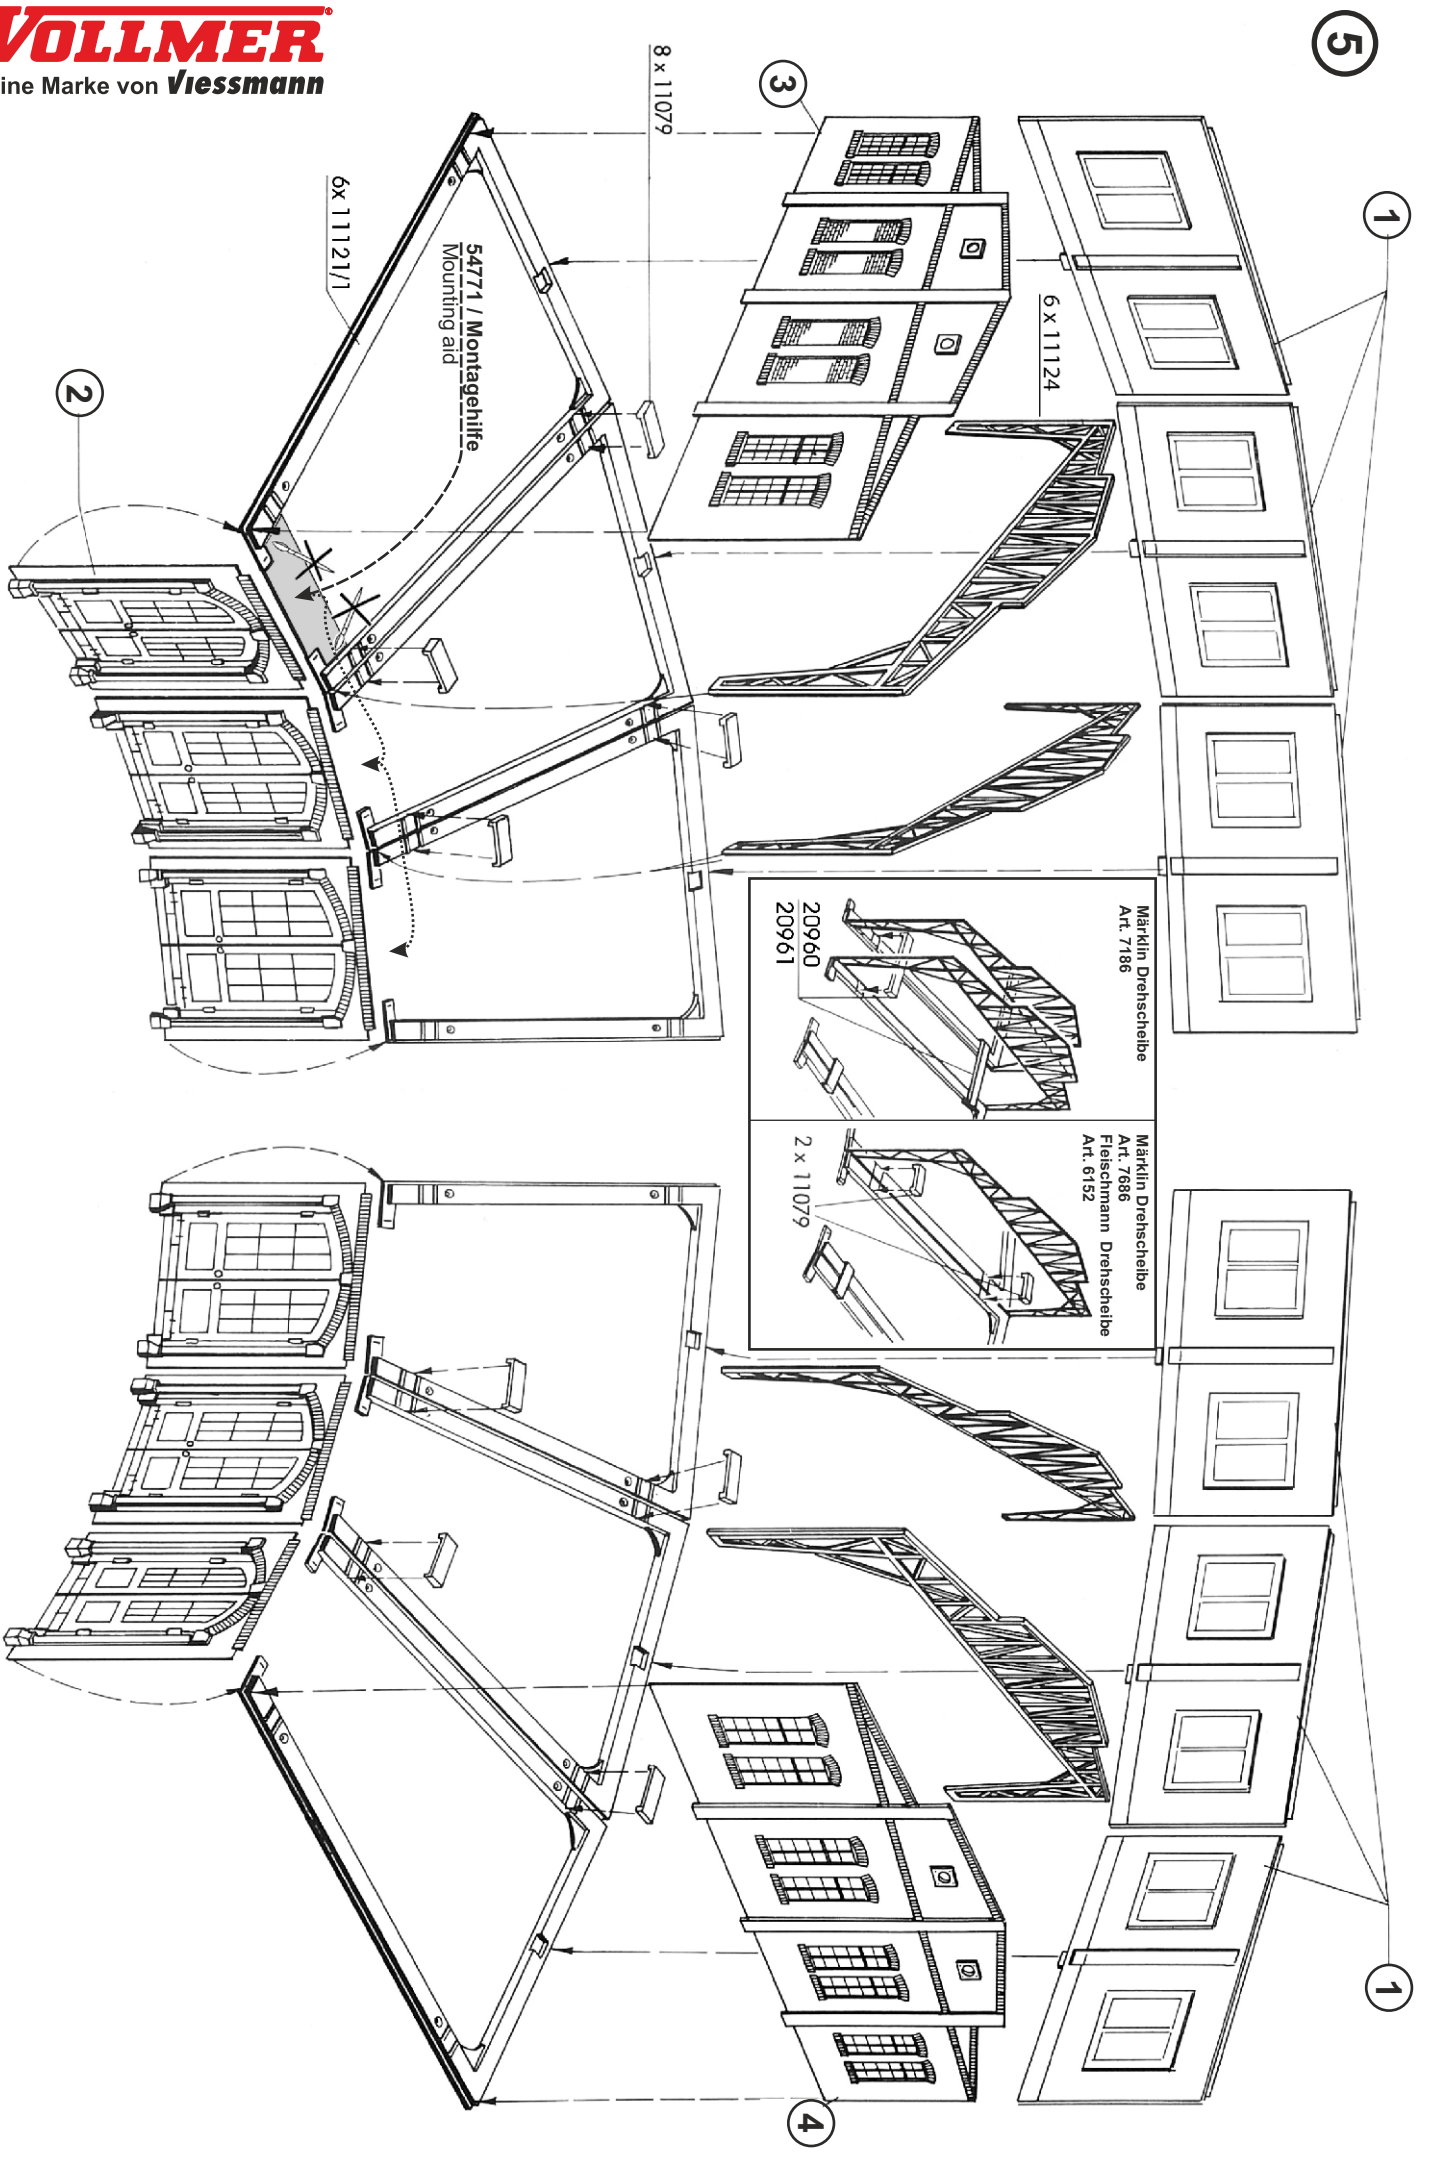 VOLLMER
ine Marke von Viessmann
5
1
3
8 x 11079
6x 11121/1
54771 / Montagehilfe
Mounting aid
6 x 11124
2
Märklin Drehscheibe
Art. 7186
20960
20961
Märklin Drehscheibe
Art. 7686
Fleischmann Drehscheibe
Art. 6152
2 x 11079
1
4